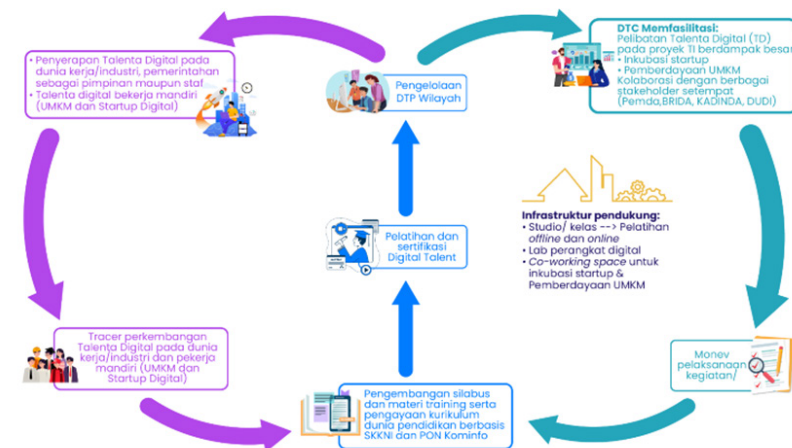 • Penyerapan Talenta Digital pada
dunia kerja/industri, pemerintahan
sebagai pimpinan maupun staf
• Talenta digital bekerja mandiri
(UMKM dan Startup Digital)
Pengelolaan
DTP Wilayah
DTC Memfasilitasi:
Pelibatan Talenta Digital (TD)
pada proyek TI berdampak besar
• Inkubasi startup
• Pemberdayaan UMKM
Kolaborasi dengan berbagai
stakeholder setempat
(Pemda,BRIDA, KADINDA, DUDI)
Pelatihan dan
sertifikasi
Digital Talent
Infrastruktur pendukung:
• Studio/ kelas --> Pelatihan
offline dan online
• Lab perangkat digital
• Co-working space untuk
inkubasi startup &
Pemberdayaan UMKM
Tracer perkembangan
Talenta Digital pada dunia
kerja/industri dan pekerja
mandiri (UMKM dan
Startup Digital)
Pengembangan silabus
dan materi training serta
pengayaan kurikulum
dunia pendidikan berbasis
SKKNI dan PON Kominfo
Monev
pelaksanaan
kegiatan/